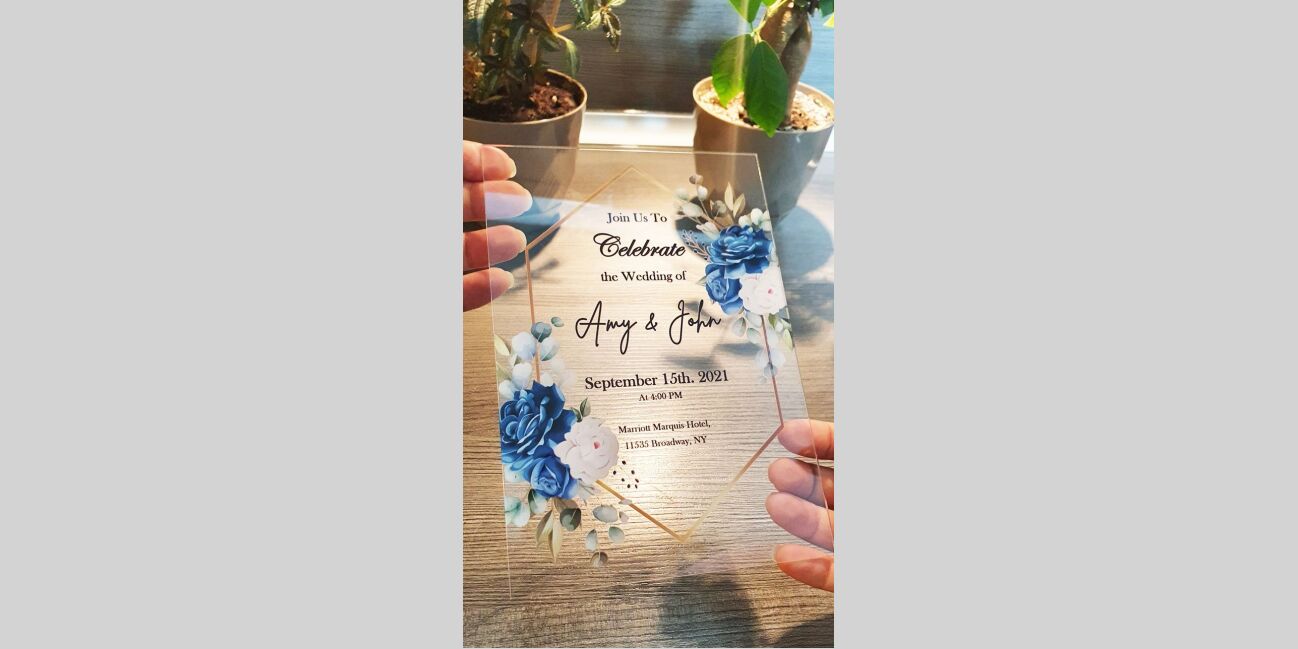 Join Us To
Celebrate
the Wedding of
Amy & John
September 15th. 2021
At 4:00 PM
Marriott Marquis Hotel,
11535 Broadway, NY